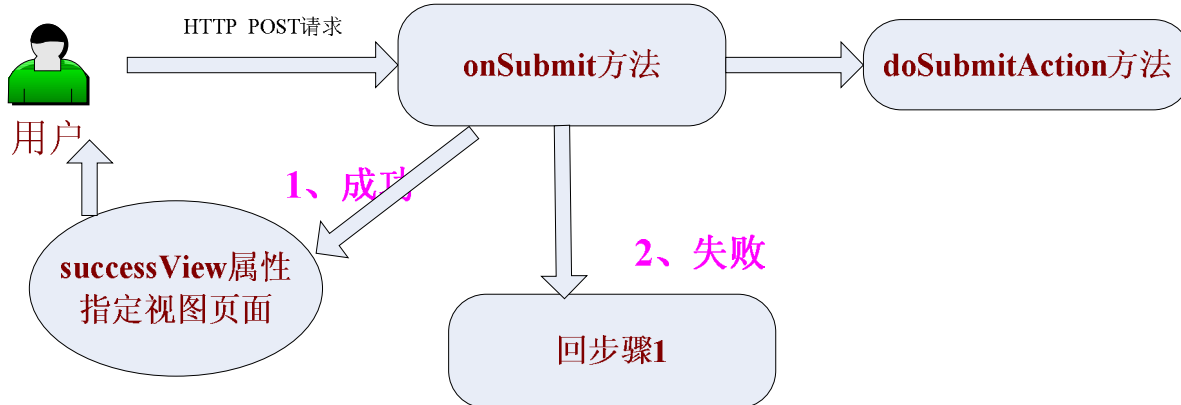 HTTP POST请求
onSubmit方法
doSubmitAction方法
用户
1、成功
successView属性
指定视图页面
2、失败
回步骤1